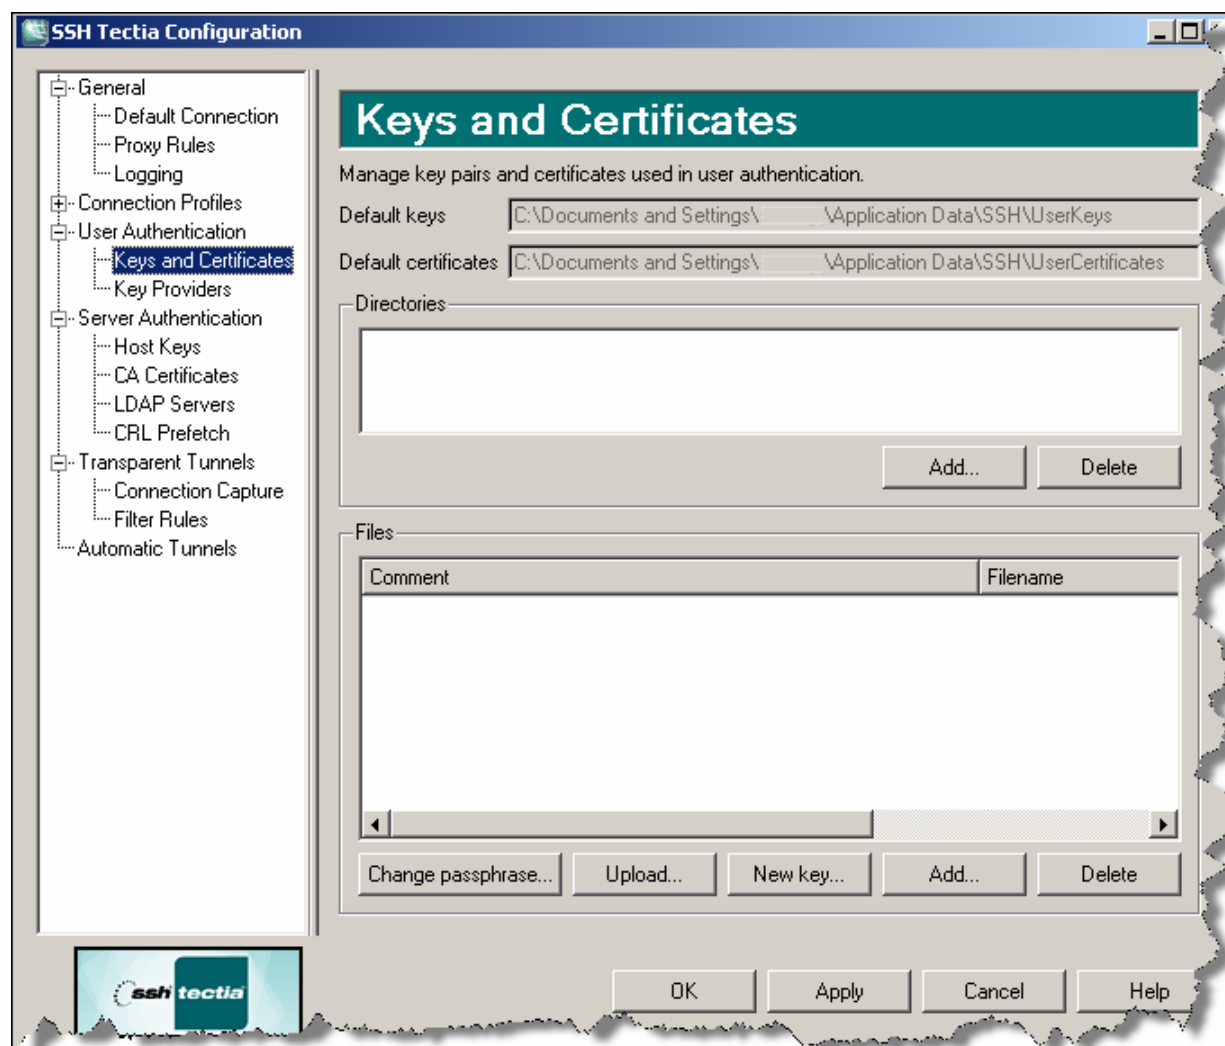 SSH Tectia Configuration
General
Default Connection
Proxy Rules
Logging
Connection Profiles
User Authentication
Keys and Certificates
Key Providers
Server Authentication
Host Keys
CA Certificates
LDAP Servers
CRL Prefetch
Transparent Tunnels
Connection Capture
Filter Rules
Automatic Tunnels
Keys and Certificates
Manage key pairs and certificates used in user authentication.
Default keys C:\Documents and Settings\ \Application Data\SSH\UserKeys
Default certificates C:\Documents and Settings\ \Application Data\SSH\UserCertificates
Directories
Add... Delete
Files
Comment Filename
Change passphrase... Upload... New key... Add... Delete
ssh tectia
OK Apply Cancel Help